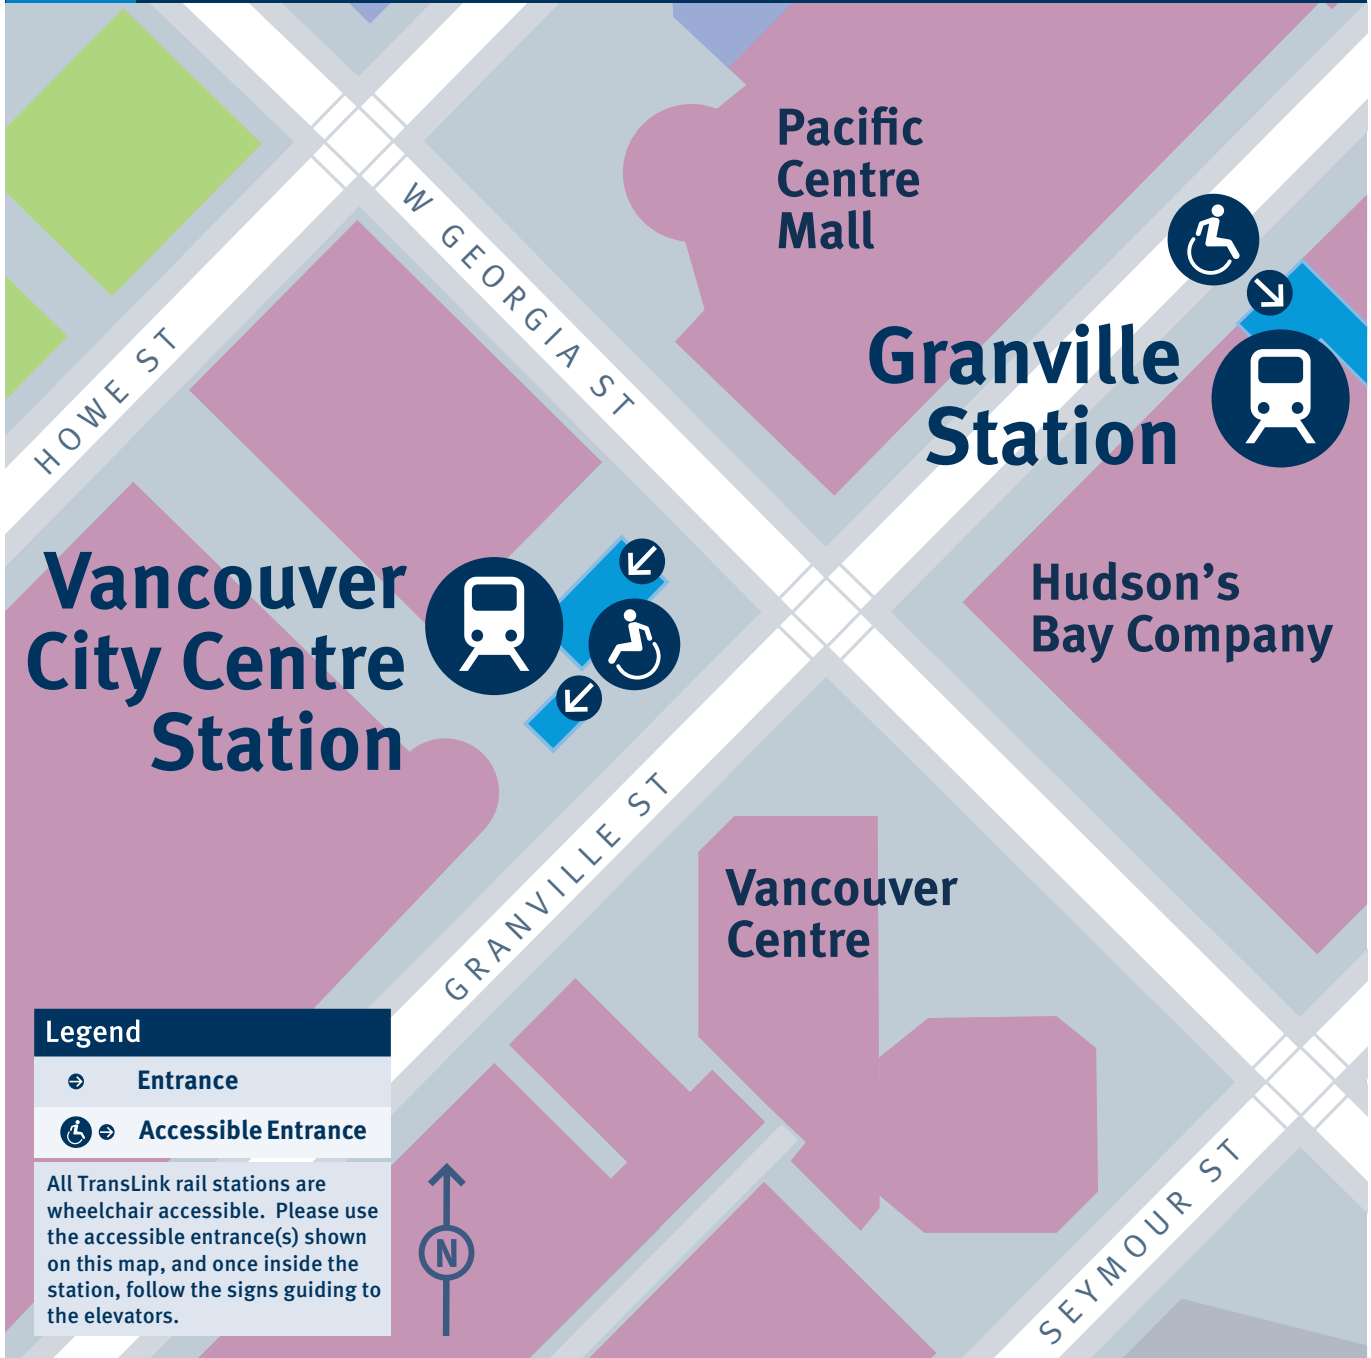 Pacific
Centre
Mall
W GEORGIA ST
HOWE ST
Granville
Station
Vancouver
City Centre
Station
Hudson’s
Bay Company
GRANVILLE ST
Vancouver
Centre
SEYMOUR ST
Legend
Entrance
Accessible Entrance
All TransLink rail stations are
wheelchair accessible.  Please use
the accessible entrance(s) shown
on this map, and once inside the
station, follow the signs guiding to
the elevators.
N